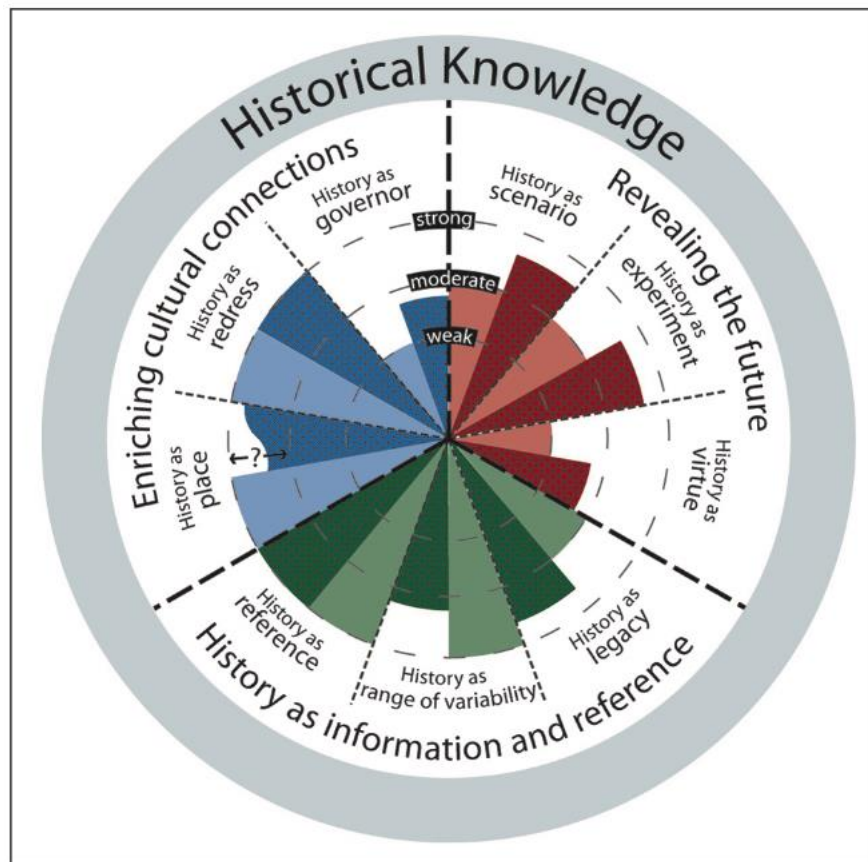 Historical Knowledge
Enriching cultural connections
Revealing the future
History as information and reference
History as
governor
History as
scenario
History as
redress
History as
experiment
History as
place
History as
virtue
History as
reference
History as
range of variability
History as
legacy
strong
moderate
weak
←?→